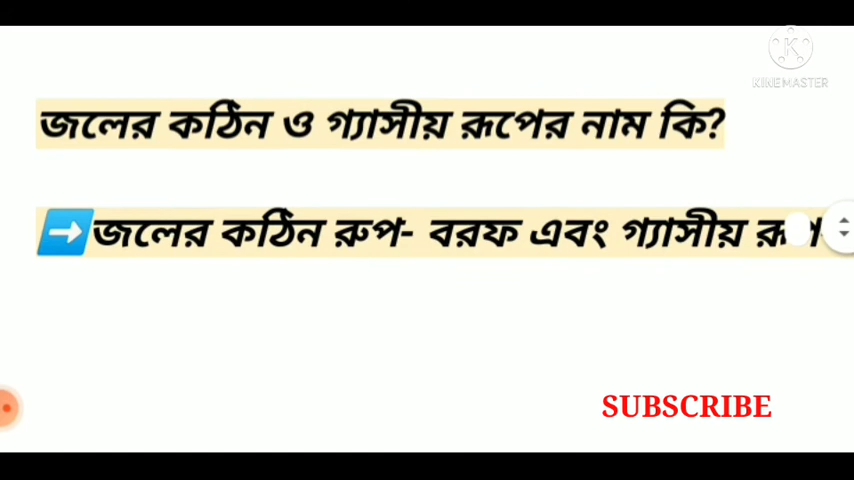 KINEMASTER
জলের কঠিন ও গ্যাসীয় রূপের নাম কি?
➡জলের কঠিন রুপ- বরফ এবং গ্যাসীয় রূপ
SUBSCRIBE